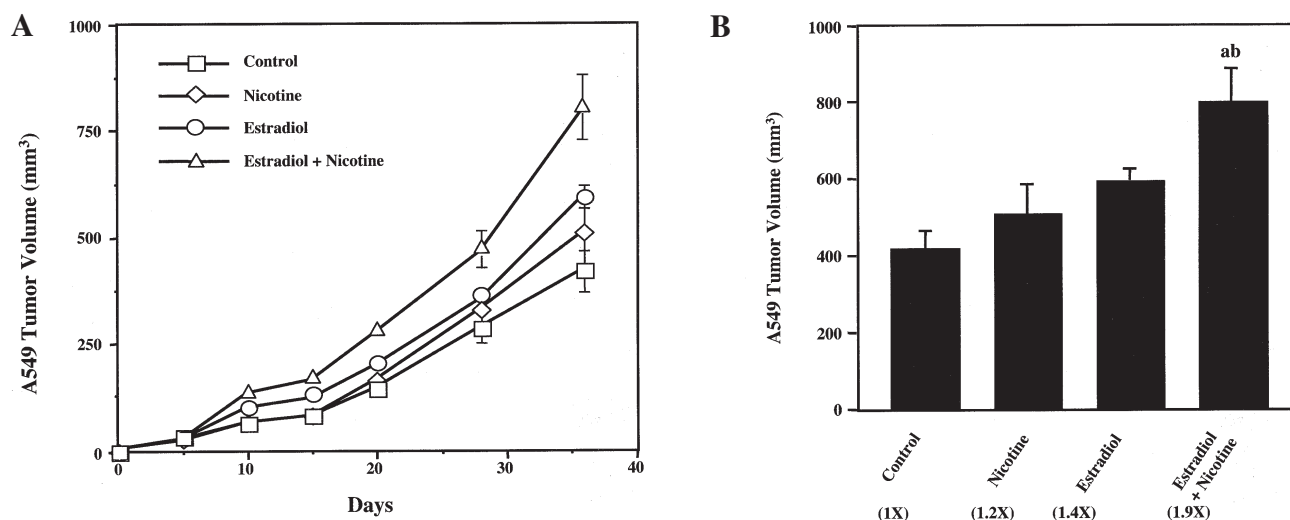 A
1000
750
500
250
0
A549 Tumor Volume (mm³)
Control
Nicotine
Estradiol
Estradiol + Nicotine
0
10
20
30
40
Days
B
1000
800
600
400
200
0
A549 Tumor Volume (mm³)
ab
Control
Nicotine
Estradiol
Estradiol
+ Nicotine
(1X)
(1.2X)
(1.4X)
(1.9X)